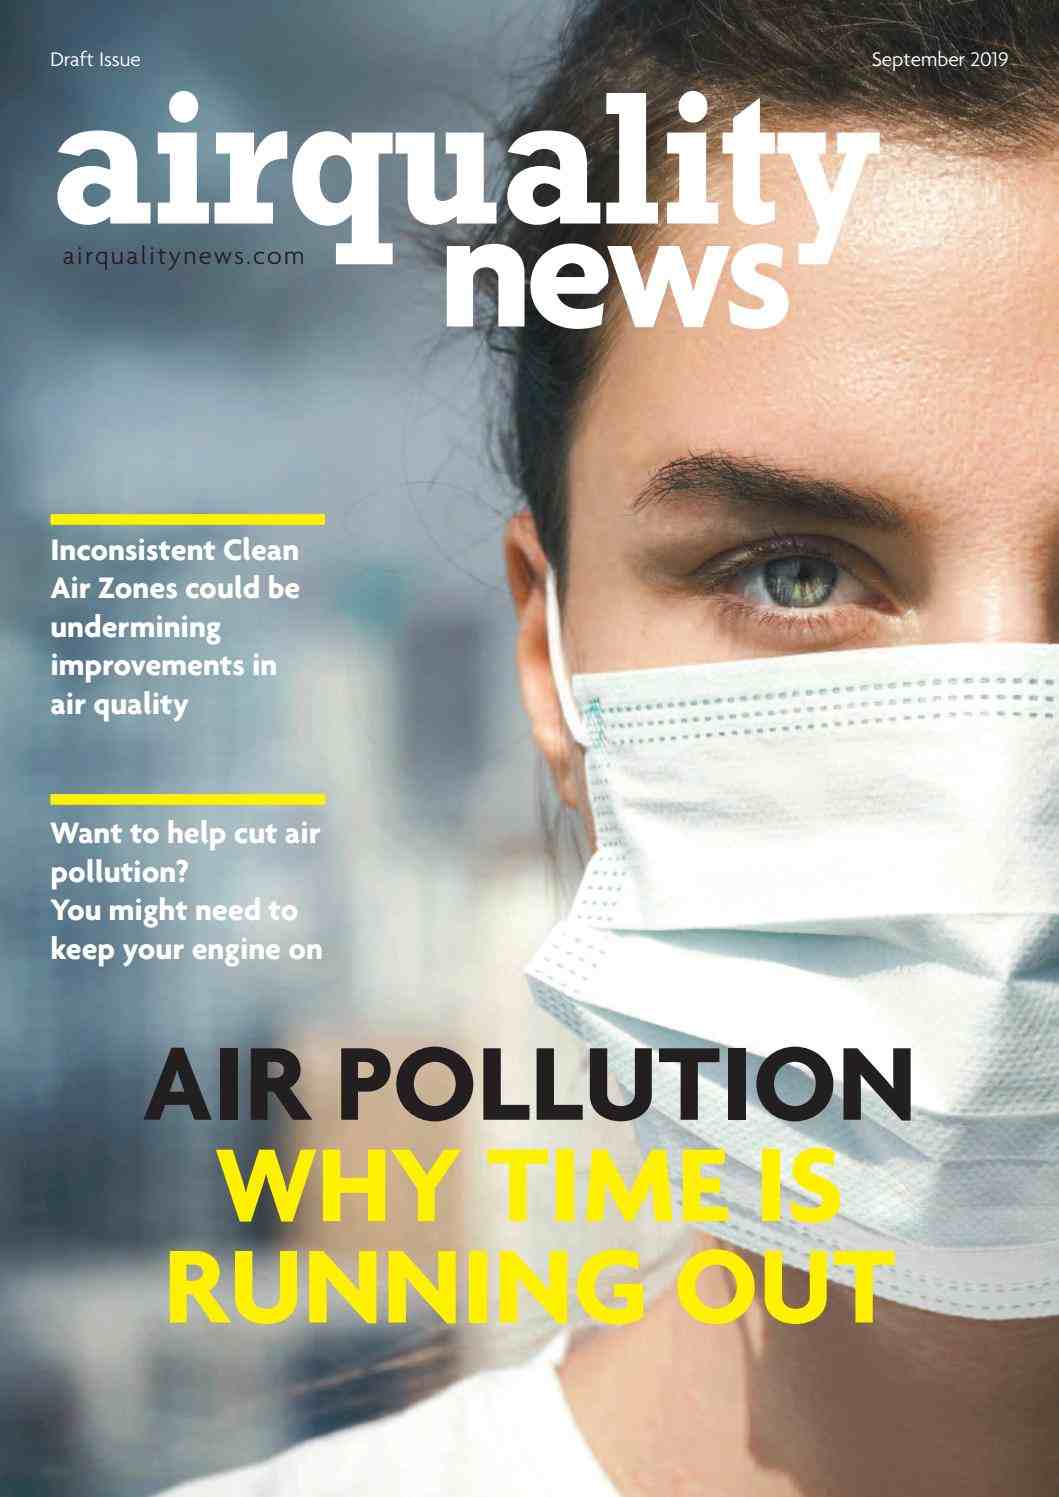 Draft Issue
September 2019
airquality
airqualitynews.com
news
Inconsistent Clean
Air Zones could be
undermining
improvements in
air quality
Want to help cut air
pollution?
You might need to
keep your engine on
AIR POLLUTION
WHY TIME IS
RUNNING OUT